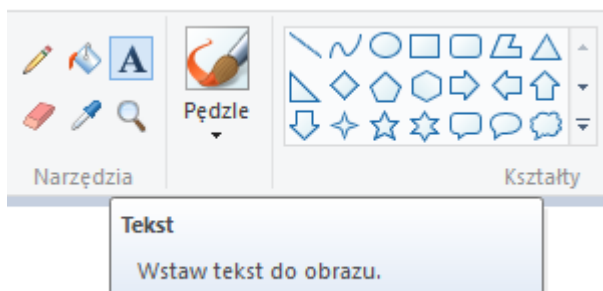 A
Pędzle
Narzędzia
Kształty
Tekst
Wstaw tekst do obrazu.